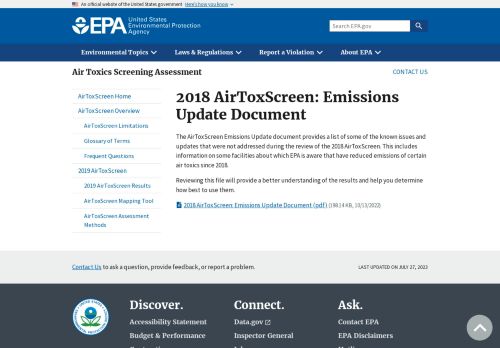 An official website of the United States government Here's how you know
EPA United States Environmental Protection Agency
Search EPA.gov
Environmental Topics Laws & Regulations Report a Violation About EPA
Air Toxics Screening Assessment CONTACT US
AirToxScreen Home
AirToxScreen Overview
AirToxScreen Limitations
Glossary of Terms
Frequent Questions
2019 AirToxScreen
2019 AirToxScreen Results
AirToxScreen Mapping Tool
AirToxScreen Assessment
Methods
2018 AirToxScreen: Emissions
Update Document
The AirToxScreen Emissions Update document provides a list of some of the known issues and
updates that were not addressed during the review of the 2018 AirToxScreen. This includes
information on some facilities about which EPA is aware that have reduced emissions of certain
air toxics since 2018.
Reviewing this file will provide a better understanding of the results and help you determine
how best to use them.
2018 AirToxScreen: Emissions Update Document (pdf) (198.14 KB, 10/13/2022)
Contact Us to ask a question, provide feedback, or report a problem. LAST UPDATED ON JULY 27, 2023
Discover. Connect. Ask.
Accessibility Statement Data.gov Contact EPA
Budget & Performance Inspector General EPA Disclaimers